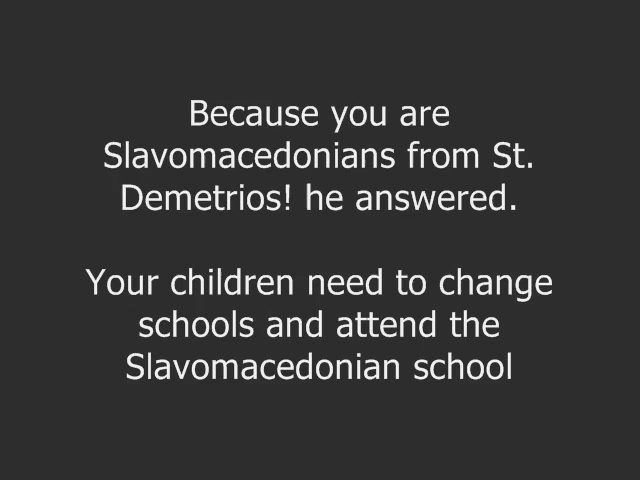 Because you are
Slavomacedonians from St.
Demetrios! he answered.
Your children need to change
schools and attend the
Slavomacedonian school